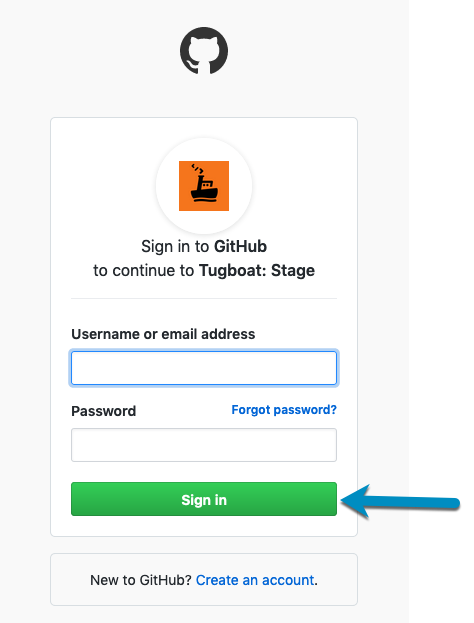 Sign in to GitHub
to continue to Tugboat: Stage
Username or email address
Password
Forgot password?
Sign in
New to GitHub? Create an account.